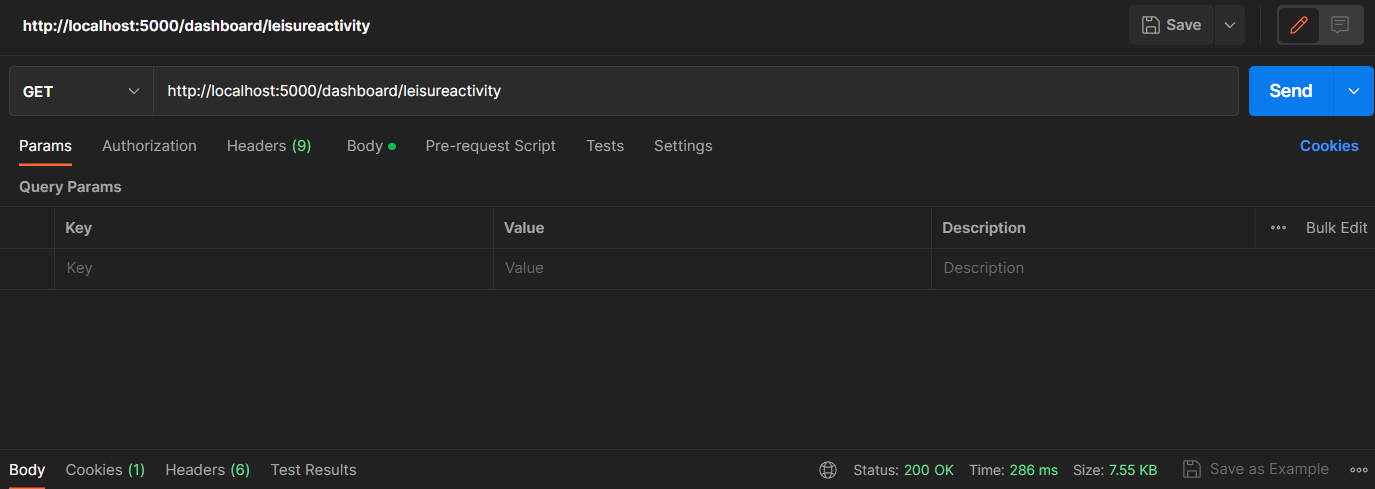 http://localhost:5000/dashboard/leisureactivity Save
GET http://localhost:5000/dashboard/leisureactivity Send
Params Authorization Headers (9) Body Pre-request Script Tests Settings Cookies
Query Params
Key Value Description Bulk Edit
Key Value Description
Body Cookies (1) Headers (6) Test Results Status: 200 OK Time: 286 ms Size: 7.55 KB Save as Example